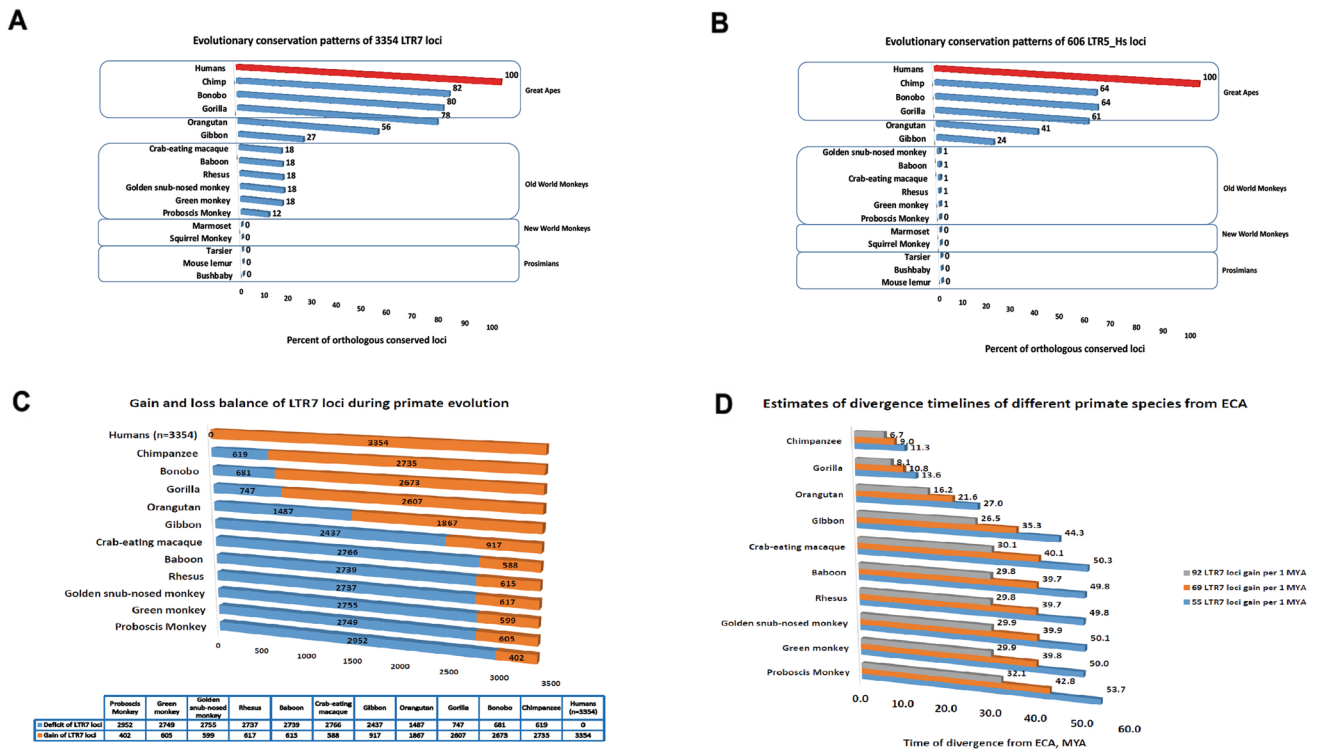 A
Evolutionary conservation patterns of 3354 LTR7 loci
Humans 100
Chimp 82
Bonobo 80
Gorilla 78
Orangutan 56
Gibbon 27
Crab-eating macaque 18
Baboon 18
Rhesus 18
Golden snub-nosed monkey 18
Green monkey 18
Proboscis Monkey 12
Marmoset 0
Squirrel Monkey 0
Tarsier 0
Mouse lemur 0
Bushbaby 0
Great Apes
Old World Monkeys
New World Monkeys
Prosimians
0 10 20 30 40 50 60 70 80 90 100
Percent of orthologous conserved loci
B
Evolutionary conservation patterns of 606 LTR5_Hs loci
Humans 100
Chimp 64
Bonobo 64
Gorilla 61
Orangutan 41
Gibbon 24
Golden snub-nosed monkey 1
Baboon 1
Crab-eating macaque 1
Rhesus 1
Green monkey 1
Proboscis Monkey 0
Marmoset 0
Squirrel Monkey 0
Tarsier 0
Bushbaby 0
Mouse lemur 0
Great Apes
Old World Monkeys
New World Monkeys
Prosimians
0 10 20 30 40 50 60 70 80 90 100
Percent of orthologous conserved loci
C
Gain and loss balance of LTR7 loci during primate evolution
Humans (n=3354) 0 3354
Chimpanzee 619 2735
Bonobo 681 2673
Gorilla 747 2607
Orangutan 1487 1867
Gibbon 2437 917
Crab-eating macaque 2766 588
Baboon 2739 615
Rhesus 2737 617
Golden snub-nosed monkey 2755 599
Green monkey 2749 605
Proboscis Monkey 2952 402
0 500 1000 1500 2000 2500 3000 3500
Proboscis Monkey Green monkey Golden snub-nosed monkey Rhesus Baboon Crab-eating macaque Gibbon Orangutan Gorilla Bonobo Chimpanzee Humans (n=3354)
Deficit of LTR7 loci 2952 2749 2755 2737 2739 2766 2437 1487 747 681 619 0
Gain of LTR7 loci 402 605 599 617 615 588 917 1867 2607 2673 2735 3354
D
Estimates of divergence timelines of different primate species from ECA
Chimpanzee 6.7 9.0 11.3
Gorilla 8.1 10.8 13.6
Orangutan 16.2 21.6 27.0
Gibbon 26.5 35.3 44.3
Crab-eating macaque 30.1 40.1 50.3
Baboon 29.8 39.7 49.8
Rhesus 29.8 39.7 49.8
Golden snub-nosed monkey 29.9 39.9 50.1
Green monkey 29.9 39.8 50.0
Proboscis Monkey 32.1 42.8 53.7
0.0 10.0 20.0 30.0 40.0 50.0 60.0
Time of divergence from ECA, MYA
92 LTR7 loci gain per 1 MYA
69 LTR7 loci gain per 1 MYA
55 LTR7 loci gain per 1 MYA